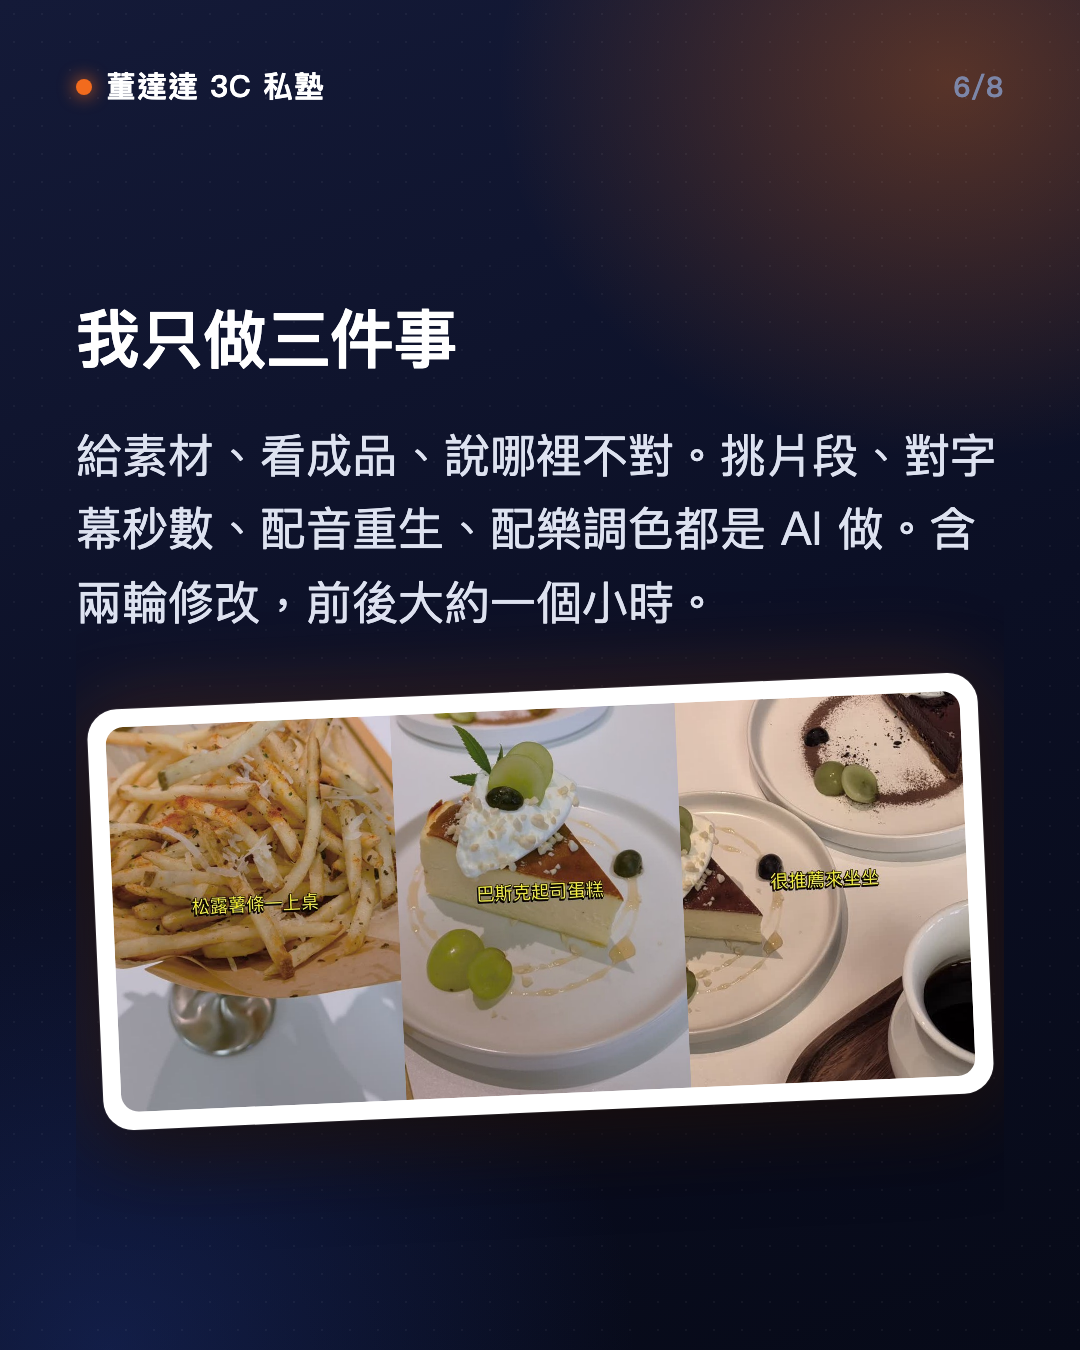 董達達 3C 私塾
6/8
我只做三件事
給素材、看成品、說哪裡不對。挑片段、對字
幕秒數、配音重生、配樂調色都是 AI 做。含
兩輪修改，前後大約一個小時。
松露薯條一上桌
巴斯克起司蛋糕
很推薦來坐坐